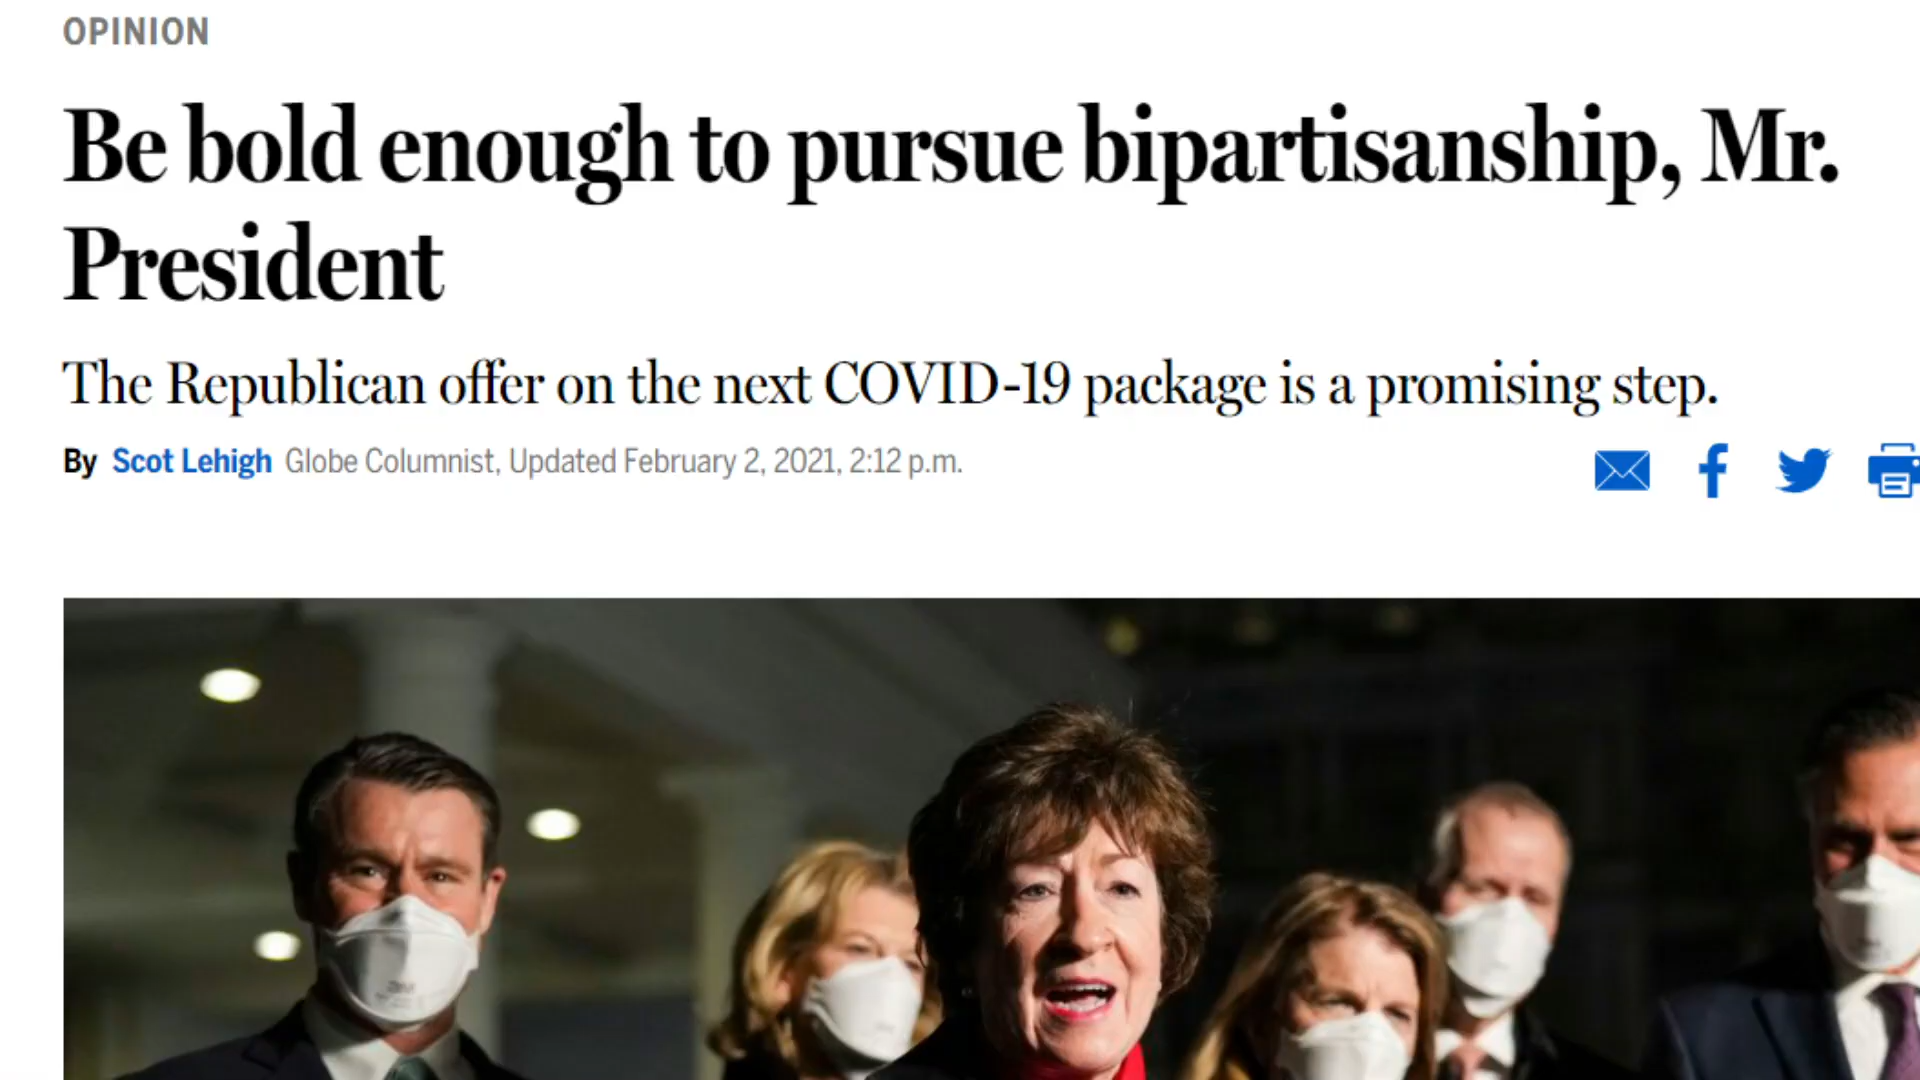 OPINION
Be bold enough to pursue bipartisanship, Mr.
President
The Republican offer on the next COVID-19 package is a promising step.
By Scot Lehigh Globe Columnist, Updated February 2, 2021, 2:12 p.m.